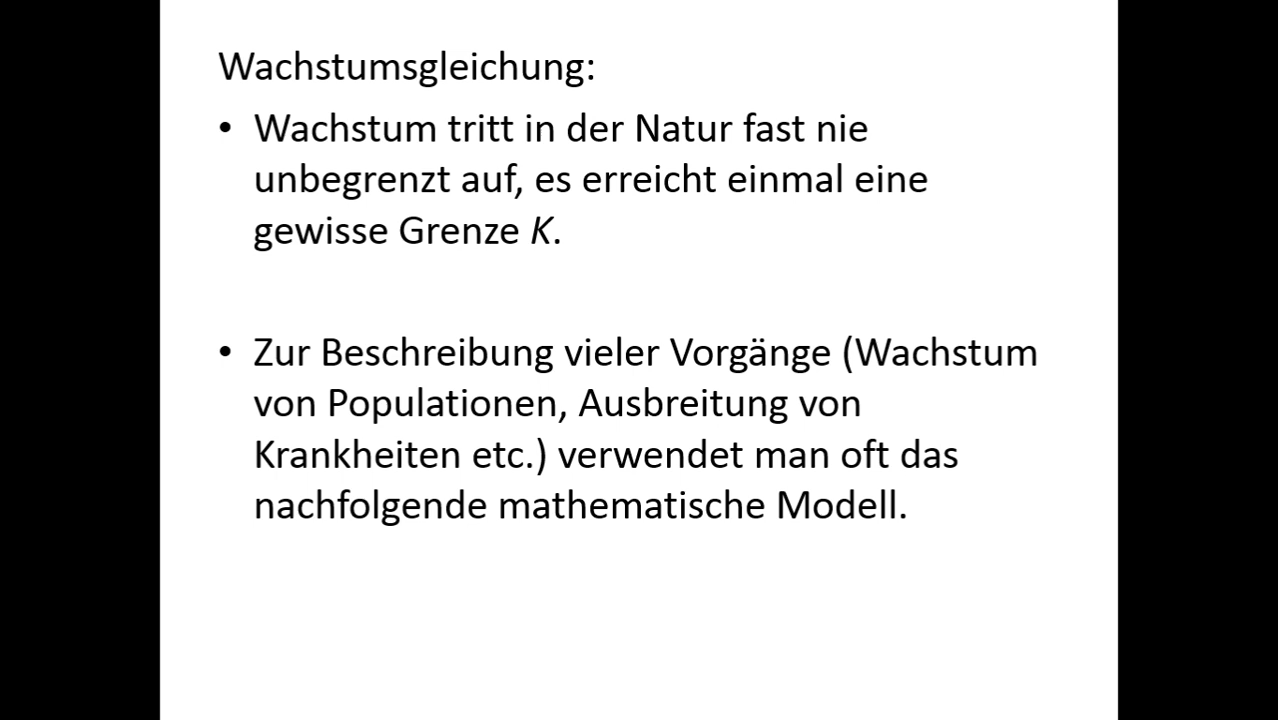 Wachstumsgleichung:
• Wachstum tritt in der Natur fast nie
unbegrenzt auf, es erreicht einmal eine
gewisse Grenze K.
• Zur Beschreibung vieler Vorgänge (Wachstum
von Populationen, Ausbreitung von
Krankheiten etc.) verwendet man oft das
nachfolgende mathematische Modell.